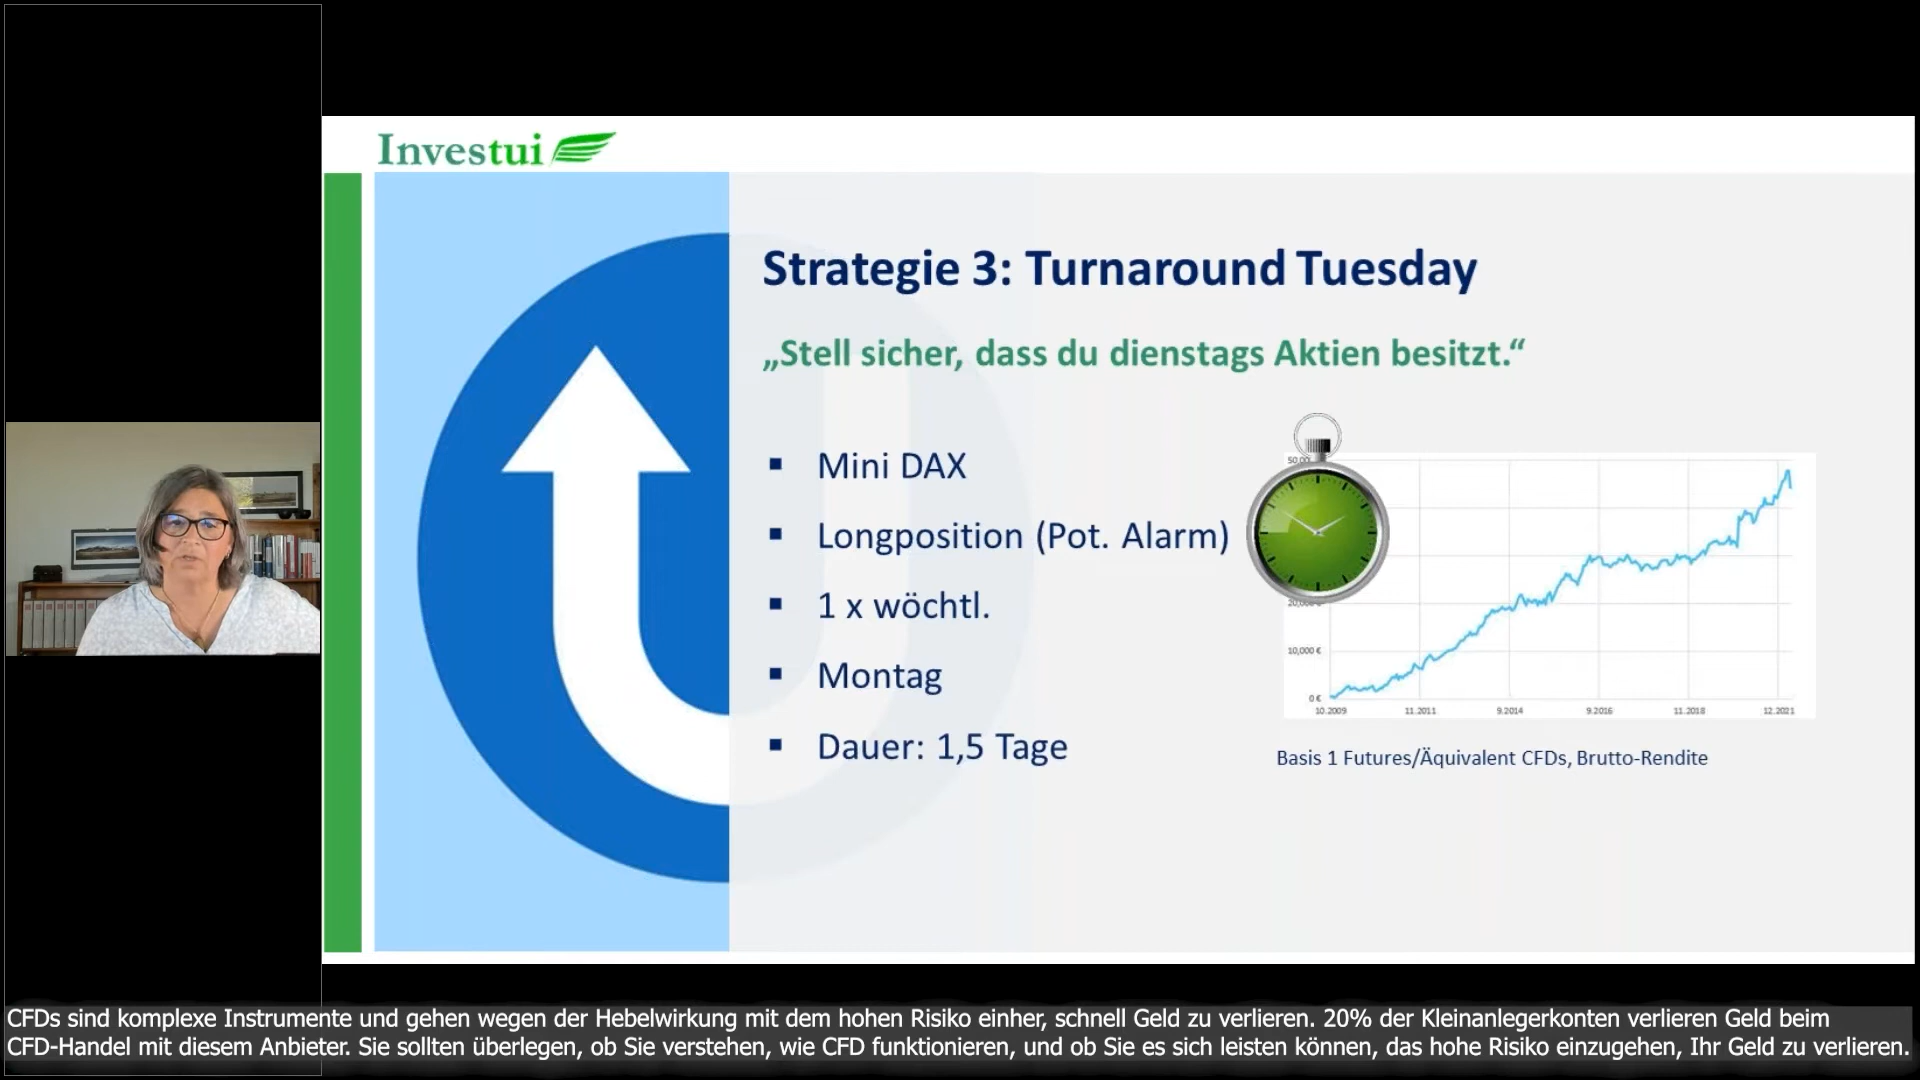 Investui
Strategie 3: Turnaround Tuesday
„Stell sicher, dass du dienstags Aktien besitzt.“
▪ Mini DAX
▪ Longposition (Pot. Alarm)
▪ 1 x wöchtl.
▪ Montag
▪ Dauer: 1,5 Tage
10,000 €
0 €
10.2009 11.2011 9.2014 9.2016 11.2018 12.2021
Basis 1 Futures/Äquivalent CFDs, Brutto-Rendite
CFDs sind komplexe Instrumente und gehen wegen der Hebelwirkung mit dem hohen Risiko einher, schnell Geld zu verlieren. 20% der Kleinanlegerkonten verlieren Geld beim
CFD-Handel mit diesem Anbieter. Sie sollten überlegen, ob Sie verstehen, wie CFD funktionieren, und ob Sie es sich leisten können, das hohe Risiko einzugehen, Ihr Geld zu verlieren.